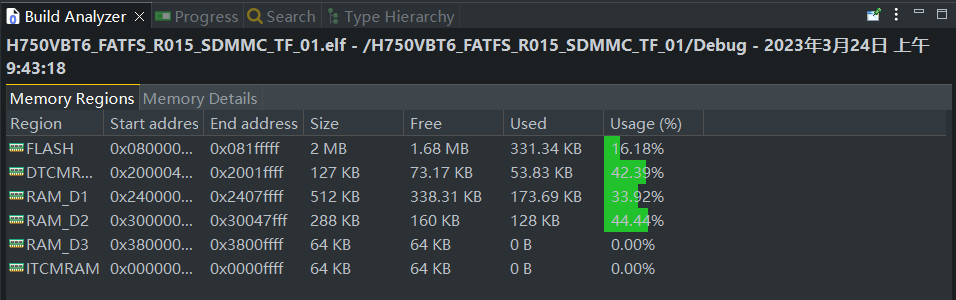 Build Analyzer Progress Search Type Hierarchy
H750VBT6_FATFS_R015_SDMMC_TF_01.elf - /H750VBT6_FATFS_R015_SDMMC_TF_01/Debug - 2023年3月24日 上午
9:43:18
Memory Regions Memory Details
Region Start addres End address Size Free Used Usage (%)
FLASH 0x080000... 0x081fffff 2 MB 1.68 MB 331.34 KB 16.18%
DTCMR... 0x200004... 0x2001ffff 127 KB 73.17 KB 53.83 KB 42.39%
RAM_D1 0x240000... 0x2407ffff 512 KB 338.31 KB 173.69 KB 33.92%
RAM_D2 0x300000... 0x30047fff 288 KB 160 KB 128 KB 44.44%
RAM_D3 0x380000... 0x3800ffff 64 KB 64 KB 0 B 0.00%
ITCMRAM 0x000000... 0x0000ffff 64 KB 64 KB 0 B 0.00%